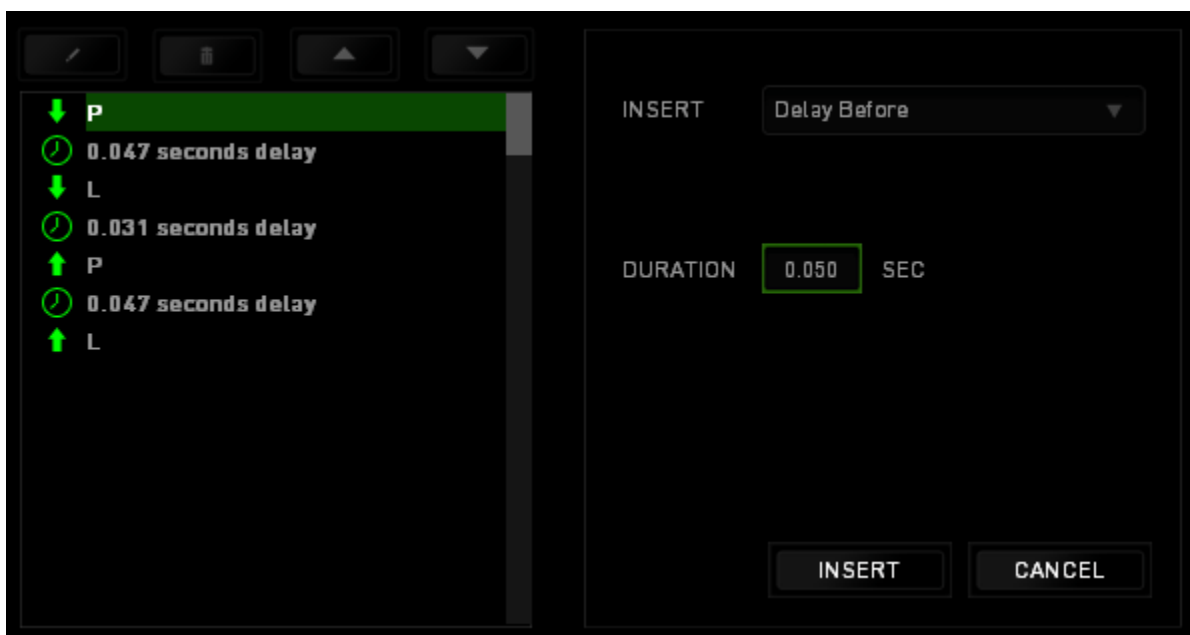 P
0.047 seconds delay
L
0.031 seconds delay
P
0.047 seconds delay
L
INSERT Delay Before
DURATION 0.050 SEC
INSERT CANCEL